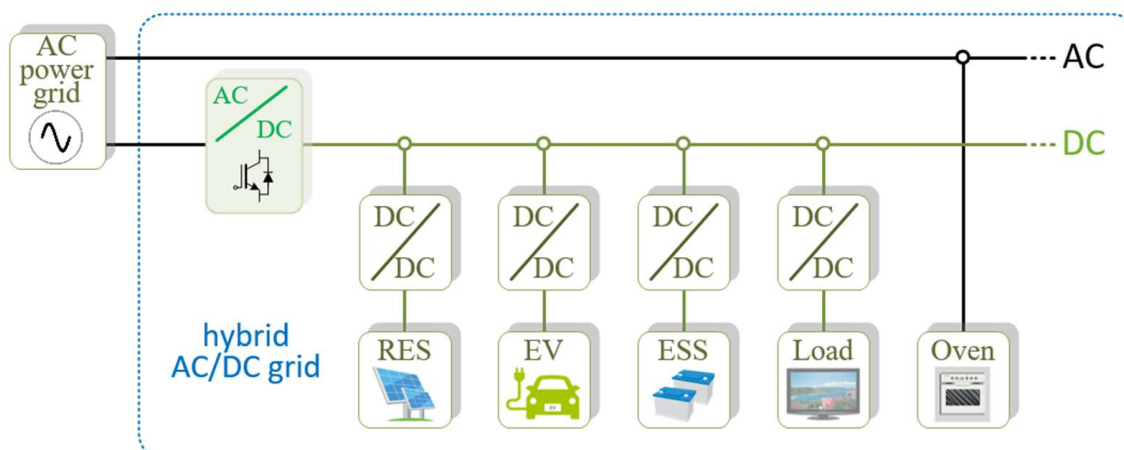 AC
power
grid
AC
DC
AC
DC
DC
DC
DC
DC
DC
DC
DC
DC
hybrid
AC/DC grid
RES
EV
EV
ESS
Load
Oven